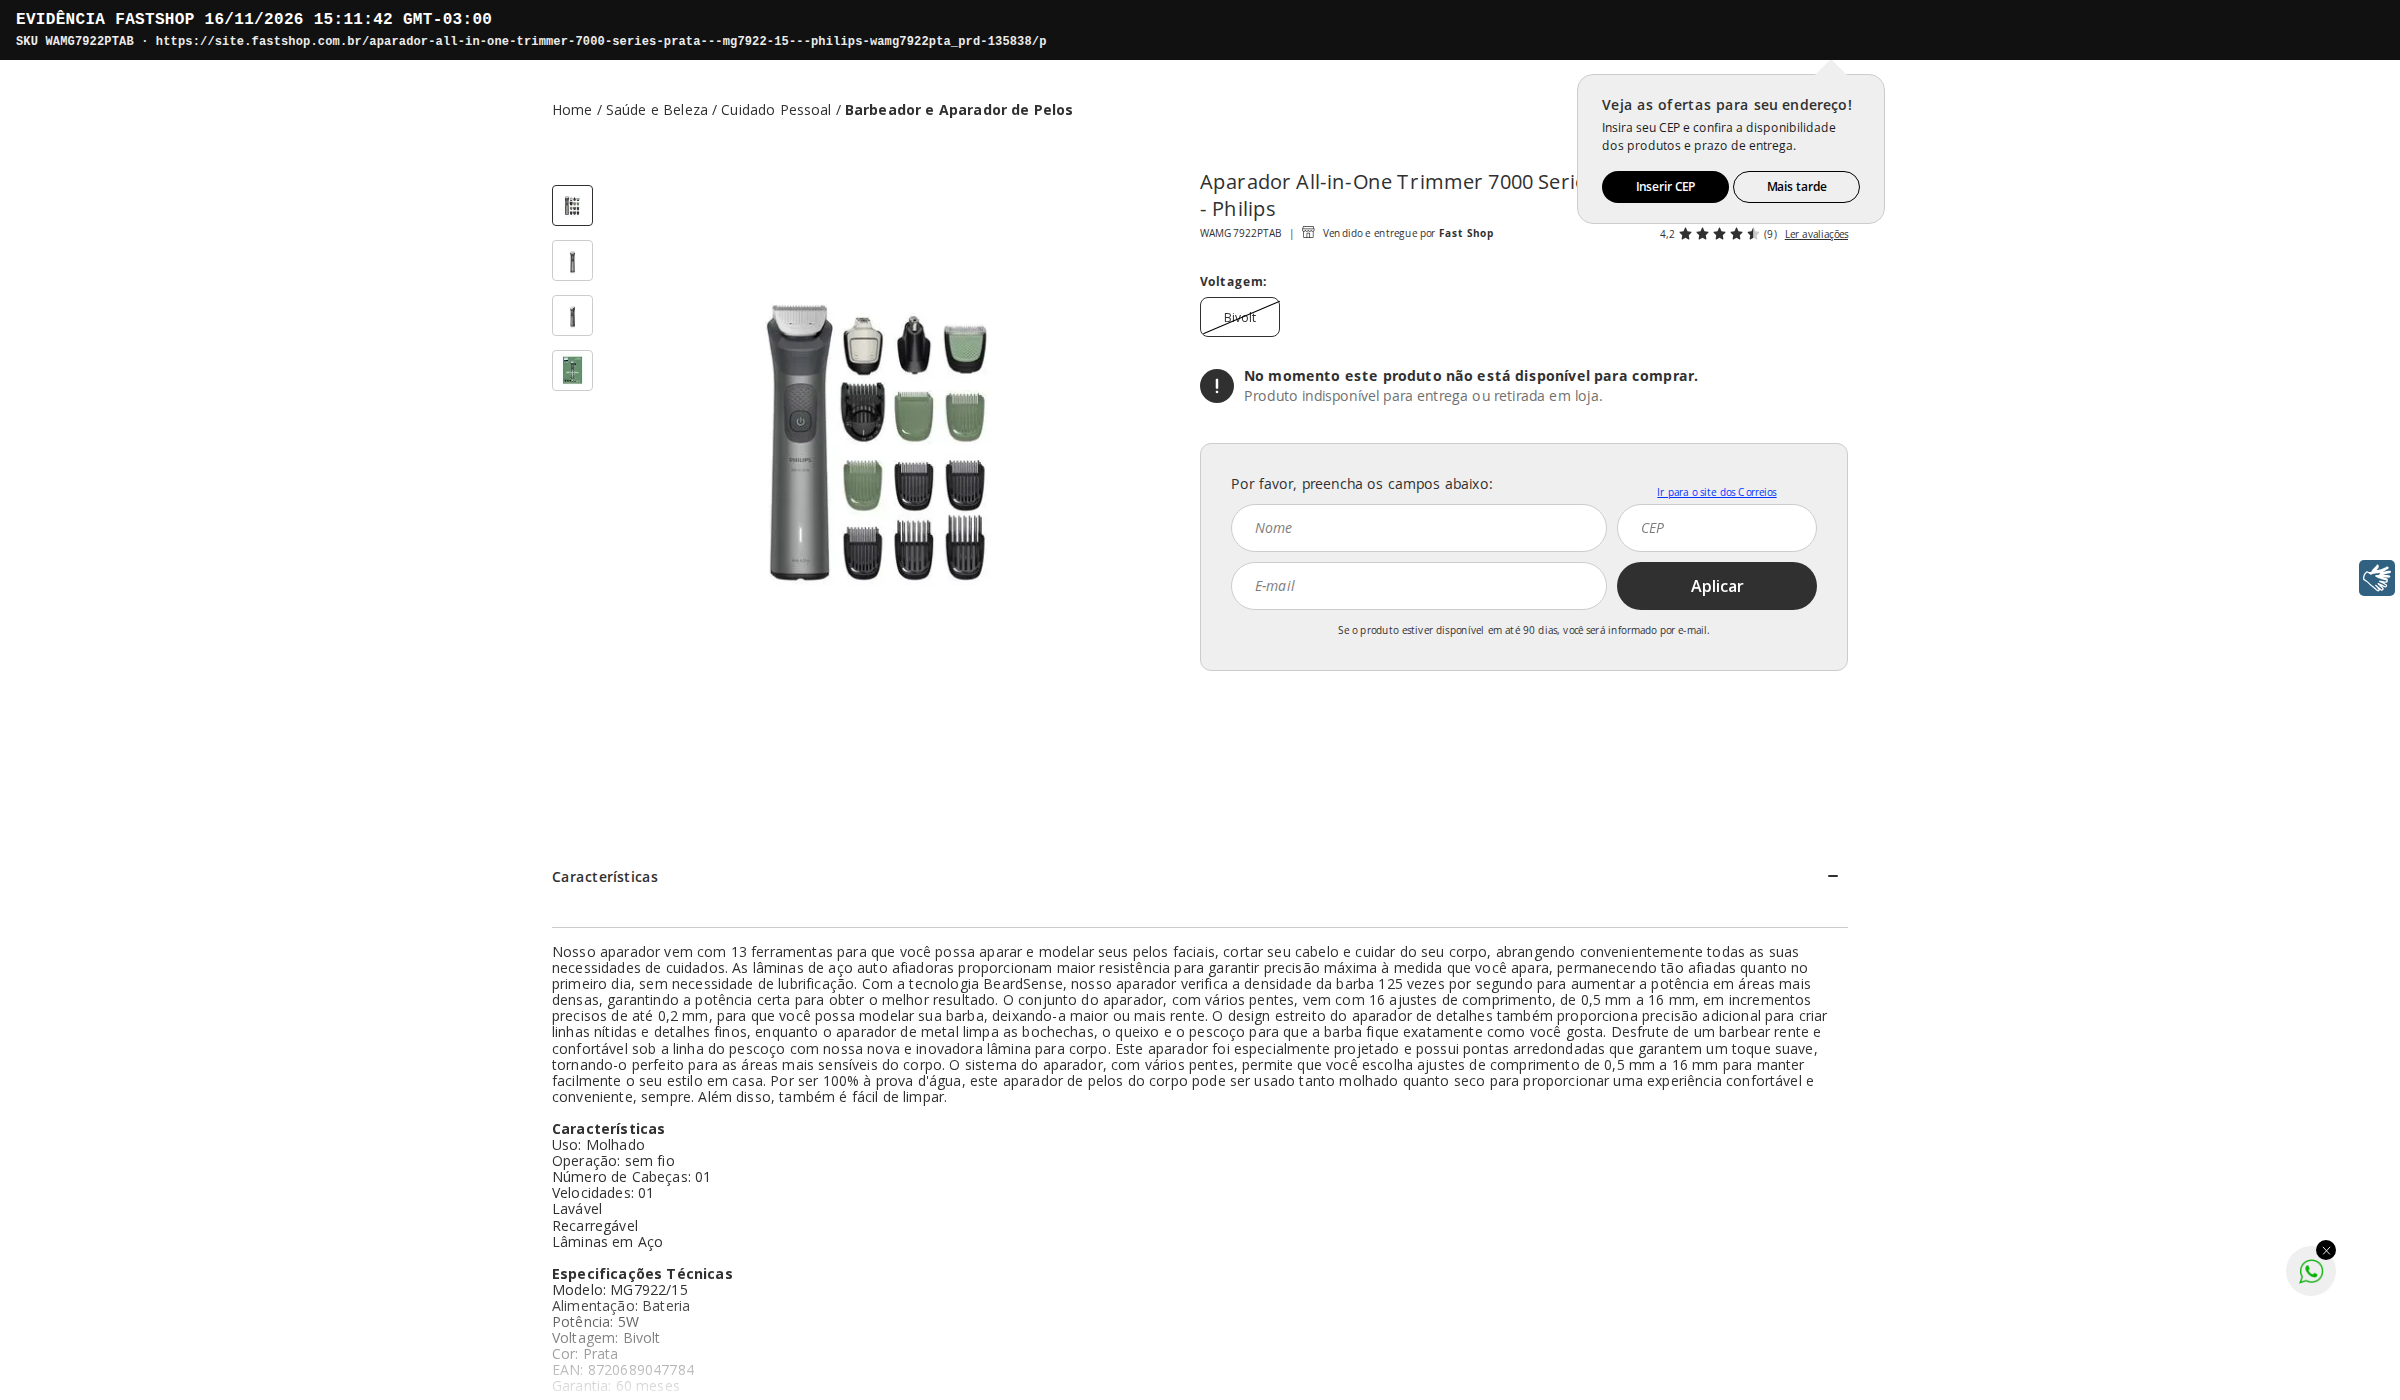 EVIDÊNCIA FASTSHOP 16/11/2026 15:11:42 GMT-03:00
SKU WAMG7922PTAB · https://site.fastshop.com.br/aparador-all-in-one-trimmer-7000-series-prata---mg7922-15---philips-wamg7922pta_prd-135838/p
Home / Saúde e Beleza / Cuidado Pessoal / Barbeador e Aparador de Pelos
Veja as ofertas para seu endereço!
Insira seu CEP e confira a disponibilidade
dos produtos e prazo de entrega.
Inserir CEP
Mais tarde
Aparador All-in-One Trimmer 7000 Serie
- Philips
WAMG7922PTAB | Vendido e entregue por Fast Shop
4,2 (9) Ler avaliações
Voltagem:
Bivolt
No momento este produto não está disponível para comprar.
Produto indisponível para entrega ou retirada em loja.
Por favor, preencha os campos abaixo:
Ir para o site dos Correios
Nome
CEP
E-mail
Aplicar
Se o produto estiver disponível em até 90 dias, você será informado por e-mail.
PHILIPS
Características
Nosso aparador vem com 13 ferramentas para que você possa aparar e modelar seus pelos faciais, cortar seu cabelo e cuidar do seu corpo, abrangendo convenientemente todas as suas
necessidades de cuidados. As lâminas de aço auto afiadoras proporcionam maior resistência para garantir precisão máxima à medida que você apara, permanecendo tão afiadas quanto no
primeiro dia, sem necessidade de lubrificação. Com a tecnologia BeardSense, nosso aparador verifica a densidade da barba 125 vezes por segundo para aumentar a potência em áreas mais
densas, garantindo a potência certa para obter o melhor resultado. O conjunto do aparador, com vários pentes, vem com 16 ajustes de comprimento, de 0,5 mm a 16 mm, em incrementos
precisos de até 0,2 mm, para que você possa modelar sua barba, deixando-a maior ou mais rente. O design estreito do aparador de detalhes também proporciona precisão adicional para criar
linhas nítidas e detalhes finos, enquanto o aparador de metal limpa as bochechas, o queixo e o pescoço para que a barba fique exatamente como você gosta. Desfrute de um barbear rente e
confortável sob a linha do pescoço com nossa nova e inovadora lâmina para corpo. Este aparador foi especialmente projetado e possui pontas arredondadas que garantem um toque suave,
tornando-o perfeito para as áreas mais sensíveis do corpo. O sistema do aparador, com vários pentes, permite que você escolha ajustes de comprimento de 0,5 mm a 16 mm para manter
facilmente o seu estilo em casa. Por ser 100% à prova d'água, este aparador de pelos do corpo pode ser usado tanto molhado quanto seco para proporcionar uma experiência confortável e
conveniente, sempre. Além disso, também é fácil de limpar.
Características
Uso: Molhado
Operação: sem fio
Número de Cabeças: 01
Velocidades: 01
Lavável
Recarregável
Lâminas em Aço
Especificações Técnicas
Modelo: MG7922/15
Alimentação: Bateria
Potência: 5W
Voltagem: Bivolt
Cor: Prata
EAN: 8720689047784
Garantia: 60 meses